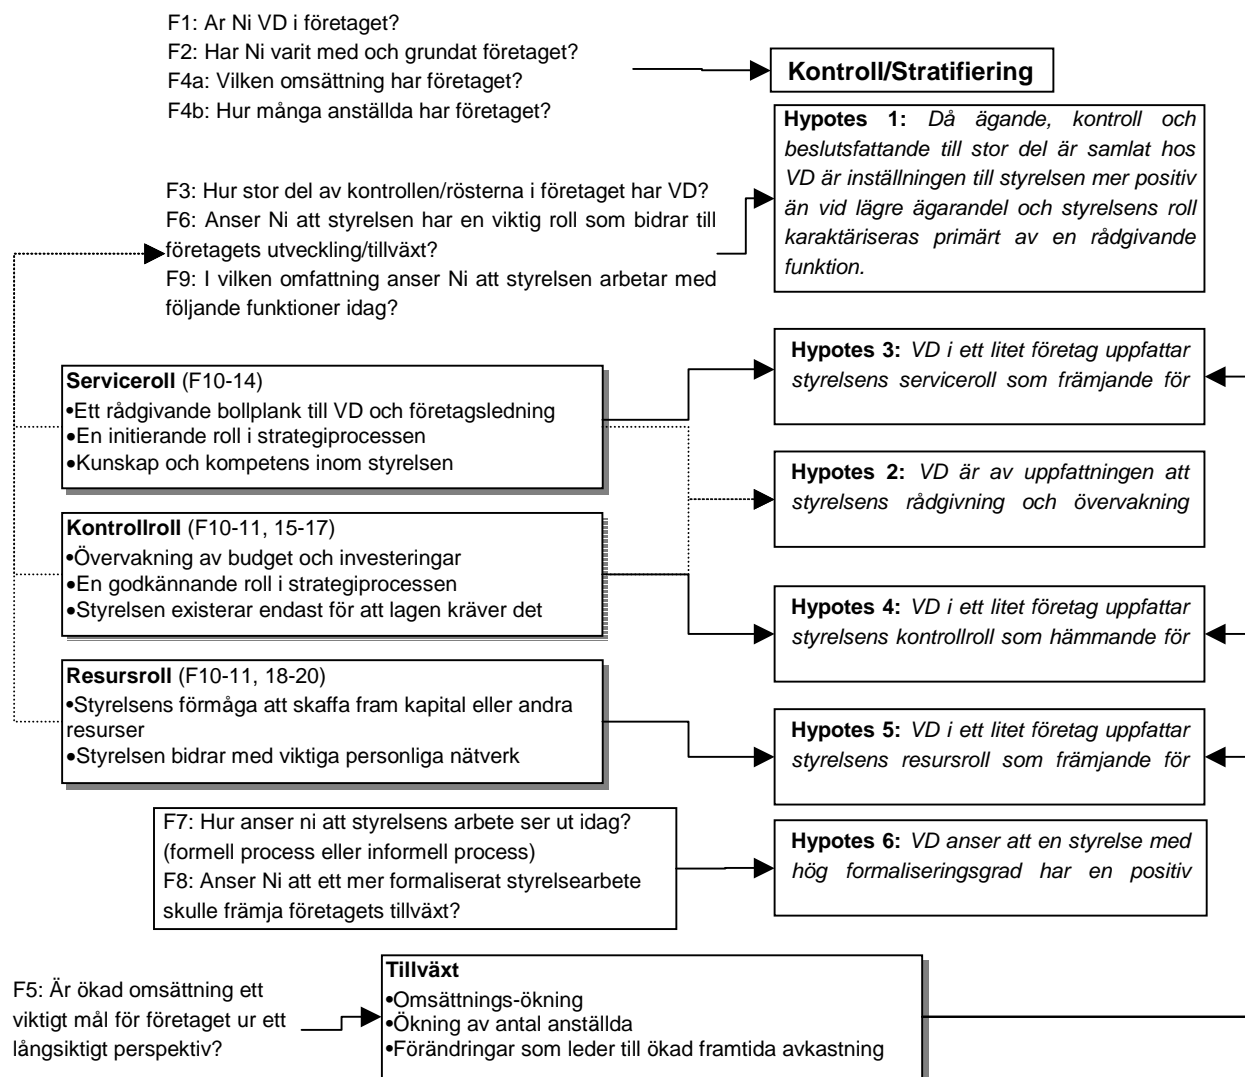 F1: Ar Ni VD i företaget?
F2: Har Ni varit med och grundat företaget?
F4a: Vilken omsättning har företaget?
F4b: Hur många anställda har företaget?
Kontroll/Stratifiering
Hypotes 1: Då ägande, kontroll och
beslutsfattande till stor del är samlat hos
VD är inställningen till styrelsen mer positiv
än vid lägre ägarandel och styrelsens roll
karaktäriseras primärt av en rådgivande
funktion.
F3: Hur stor del av kontrollen/rösterna i företaget har VD?
F6: Anser Ni att styrelsen har en viktig roll som bidrar till
företagets utveckling/tillväxt?
F9: I vilken omfattning anser Ni att styrelsen arbetar med
följande funktioner idag?
Serviceroll (F10-14)
•Ett rådgivande bollplank till VD och företagsledning
•En initierande roll i strategiprocessen
•Kunskap och kompetens inom styrelsen
Hypotes 3: VD i ett litet företag uppfattar
styrelsens serviceroll som främjande för
Hypotes 2: VD är av uppfattningen att
styrelsens rådgivning och övervakning
Kontrollroll (F10-11, 15-17)
•Övervakning av budget och investeringar
•En godkännande roll i strategiprocessen
•Styrelsen existerar endast för att lagen kräver det
Hypotes 4: VD i ett litet företag uppfattar
styrelsens kontrollroll som hämmande för
Resursroll (F10-11, 18-20)
•Styrelsens förmåga att skaffa fram kapital eller andra
resurser
•Styrelsen bidrar med viktiga personliga nätverk
Hypotes 5: VD i ett litet företag uppfattar
styrelsens resursroll som främjande för
F7: Hur anser ni att styrelsens arbete ser ut idag?
(formell process eller informell process)
F8: Anser Ni att ett mer formaliserat styrelsearbete
skulle främja företagets tillväxt?
Hypotes 6: VD anser att en styrelse med
hög formaliseringsgrad har en positiv
F5: Är ökad omsättning ett
viktigt mål för företaget ur ett
långsiktigt perspektiv?
Tillväxt
•Omsättnings-ökning
•Ökning av antal anställda
•Förändringar som leder till ökad framtida avkastning